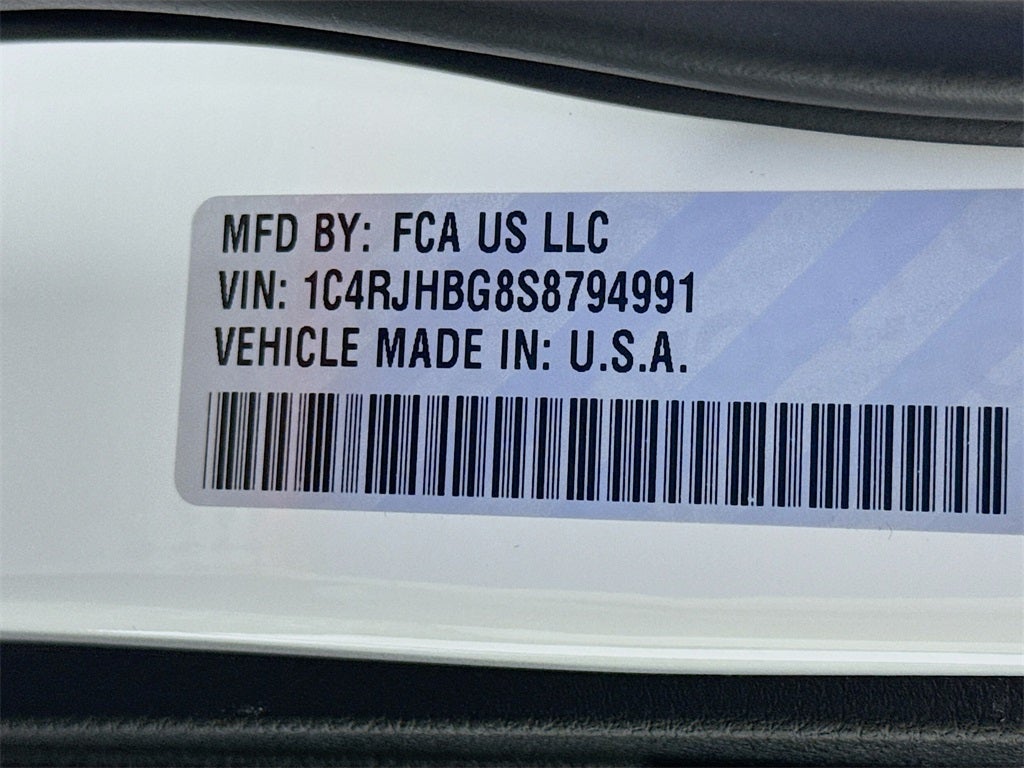 MFD BY: FCA US LLC
VIN: 1C4RJHBG8S8794991
VEHICLE MADE IN: U.S.A.